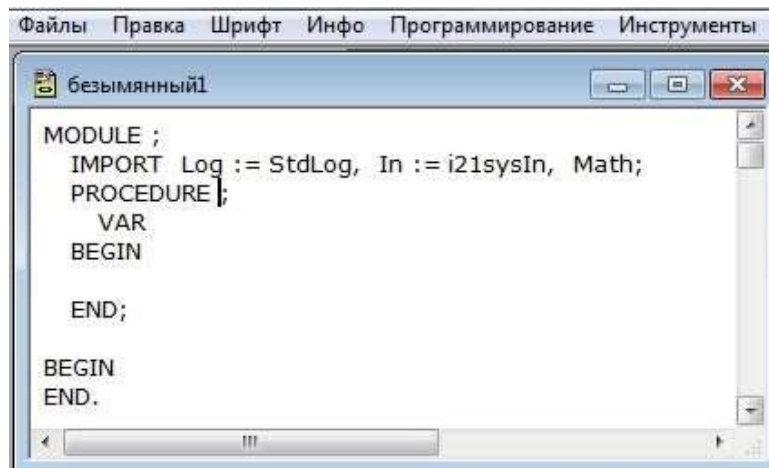 Файлы Правка Шрифт Инфо Программирование Инструменты
безымянный1
MODULE ;
IMPORT Log := StdLog, In := i21sysIn, Math;
PROCEDURE ;
VAR
BEGIN
END;
BEGIN
END.